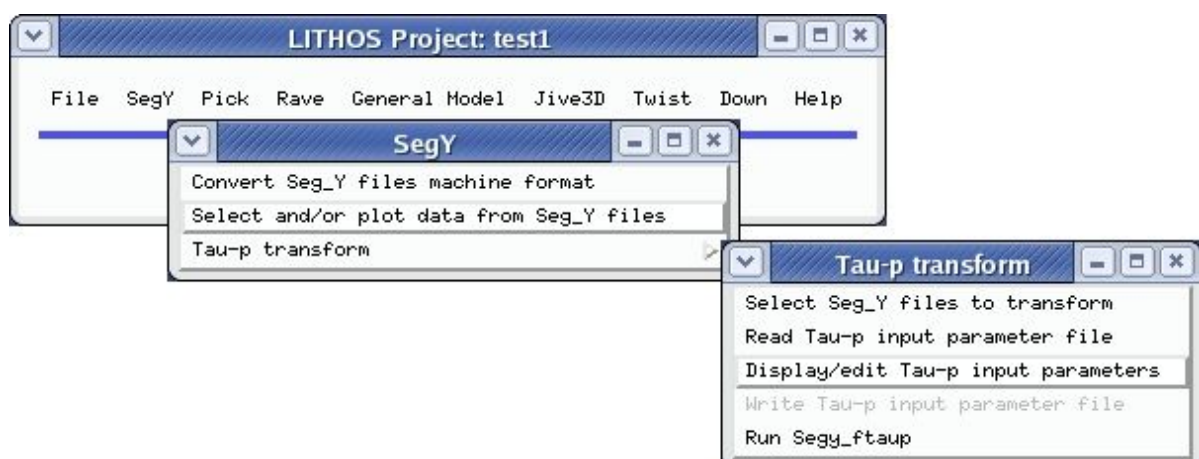 LITHOS Project: test1
File SegY Pick Rave General Model Jive3D Twist Down Help
SegY
Convert Seg_Y files machine format
Select and/or plot data from Seg_Y files
Tau-p transform
Tau-p transform
Select Seg_Y files to transform
Read Tau-p input parameter file
Display/edit Tau-p input parameters
Write Tau-p input parameter file
Run Segy_ftaup